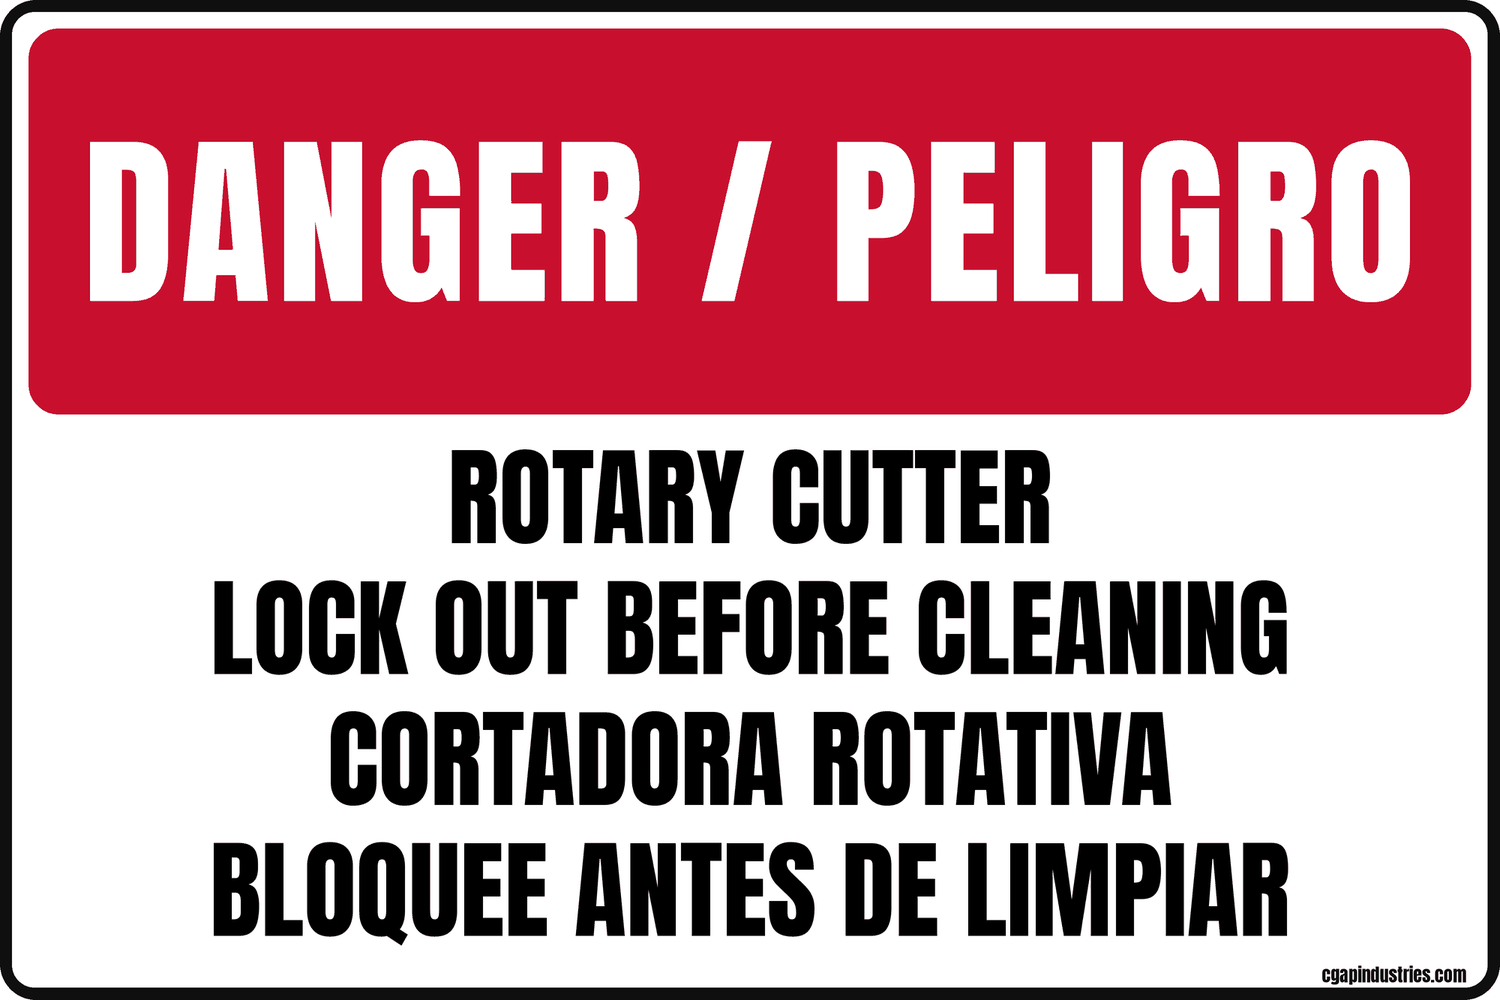 DANGER / PELIGRO
ROTARY CUTTER
LOCK OUT BEFORE CLEANING
CORTADORA ROTATIVA
BLOQUEE ANTES DE LIMPIAR
cgapindustries.com